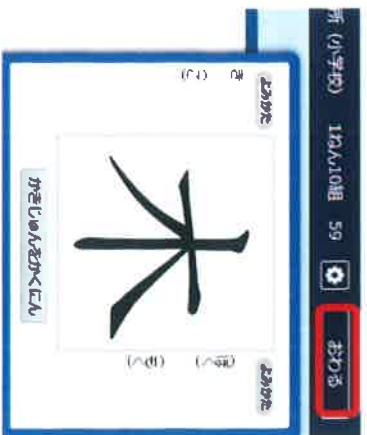 所 (小学校) 1ねん10組 59 おわる
よみかた
き (こ)
木
よみかた
かきじゅんをかくにん